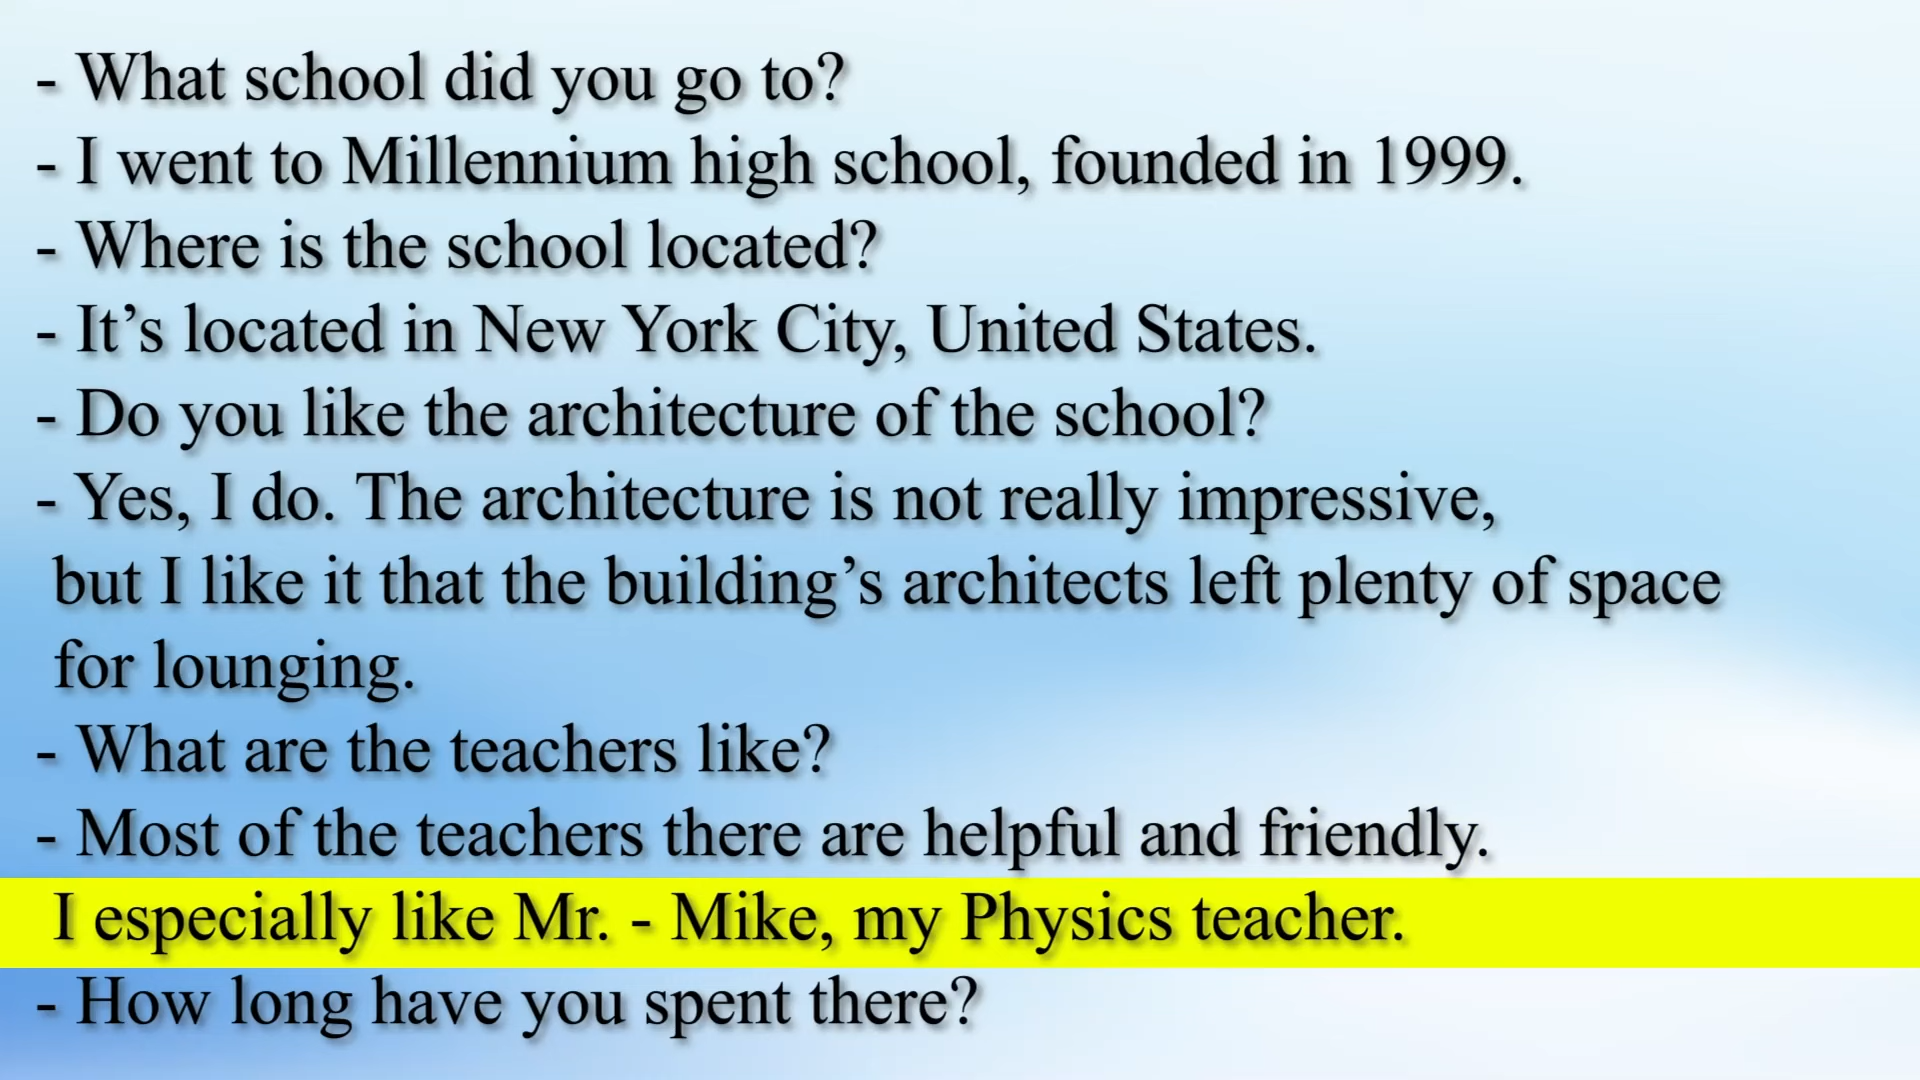 - What school did you go to?
- I went to Millennium high school, founded in 1999.
- Where is the school located?
- It’s located in New York City, United States.
- Do you like the architecture of the school?
- Yes, I do. The architecture is not really impressive,
but I like it that the building’s architects left plenty of space
for lounging.
- What are the teachers like?
- Most of the teachers there are helpful and friendly.
I especially like Mr. - Mike, my Physics teacher.
- How long have you spent there?